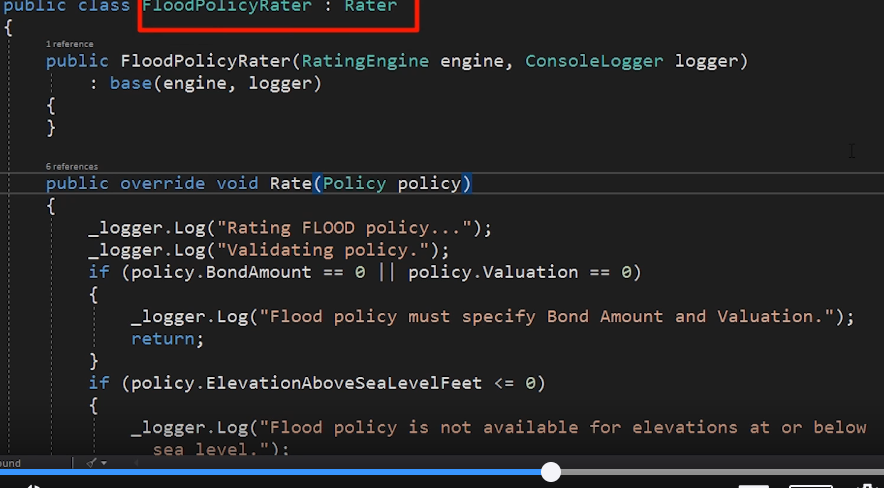 public class FloodPolicyRater : Rater
{
1 reference
public FloodPolicyRater(RatingEngine engine, ConsoleLogger logger)
: base(engine, logger)
{
}
6 references
public override void Rate(Policy policy)
{
_logger.Log("Rating FLOOD policy...");
_logger.Log("Validating policy.");
if (policy.BondAmount == 0 || policy.Valuation == 0)
{
_logger.Log("Flood policy must specify Bond Amount and Valuation.");
return;
}
if (policy.ElevationAboveSeaLevelFeet <= 0)
{
_logger.Log("Flood policy is not available for elevations at or below
sea level.");